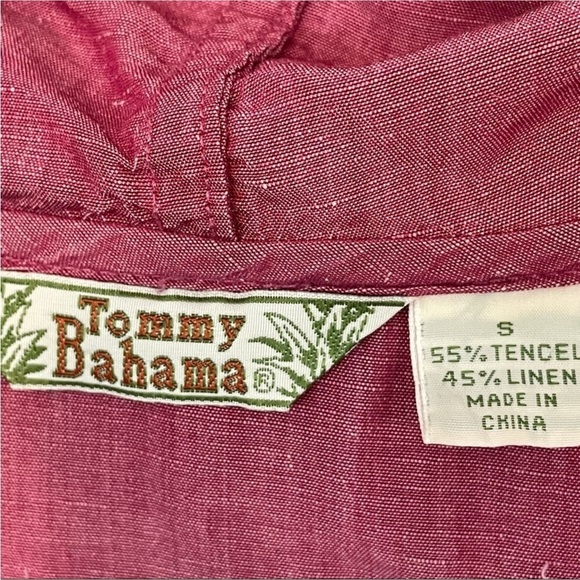 Tommy
Bahama®
S
55% TENCEL
45% LINEN
MADE IN
CHINA